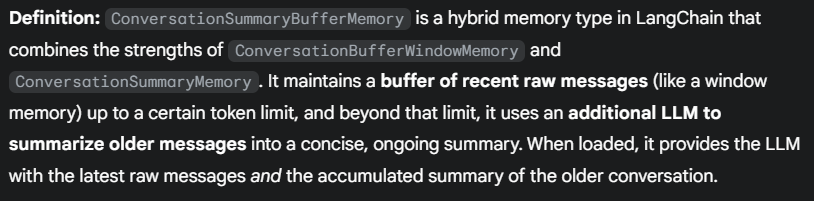 Definition: ConversationSummaryBufferMemory is a hybrid memory type in LangChain that
combines the strengths of ConversationBufferWindowMemory and
ConversationSummaryMemory. It maintains a buffer of recent raw messages (like a window
memory) up to a certain token limit, and beyond that limit, it uses an additional LLM to
summarize older messages into a concise, ongoing summary. When loaded, it provides the LLM
with the latest raw messages and the accumulated summary of the older conversation.